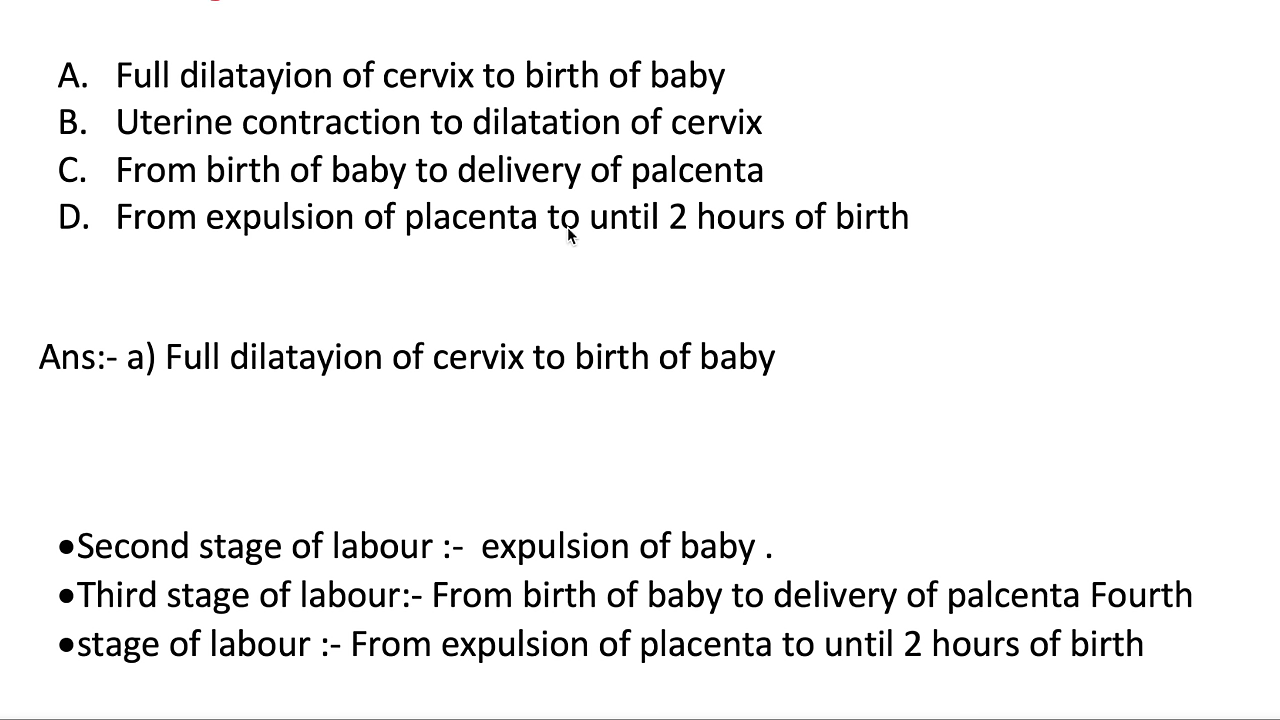 A. Full dilatayion of cervix to birth of baby
B. Uterine contraction to dilatation of cervix
C. From birth of baby to delivery of palcenta
D. From expulsion of placenta to until 2 hours of birth
Ans:- a) Full dilatayion of cervix to birth of baby
•Second stage of labour :- expulsion of baby .
•Third stage of labour:- From birth of baby to delivery of palcenta Fourth
•stage of labour :- From expulsion of placenta to until 2 hours of birth